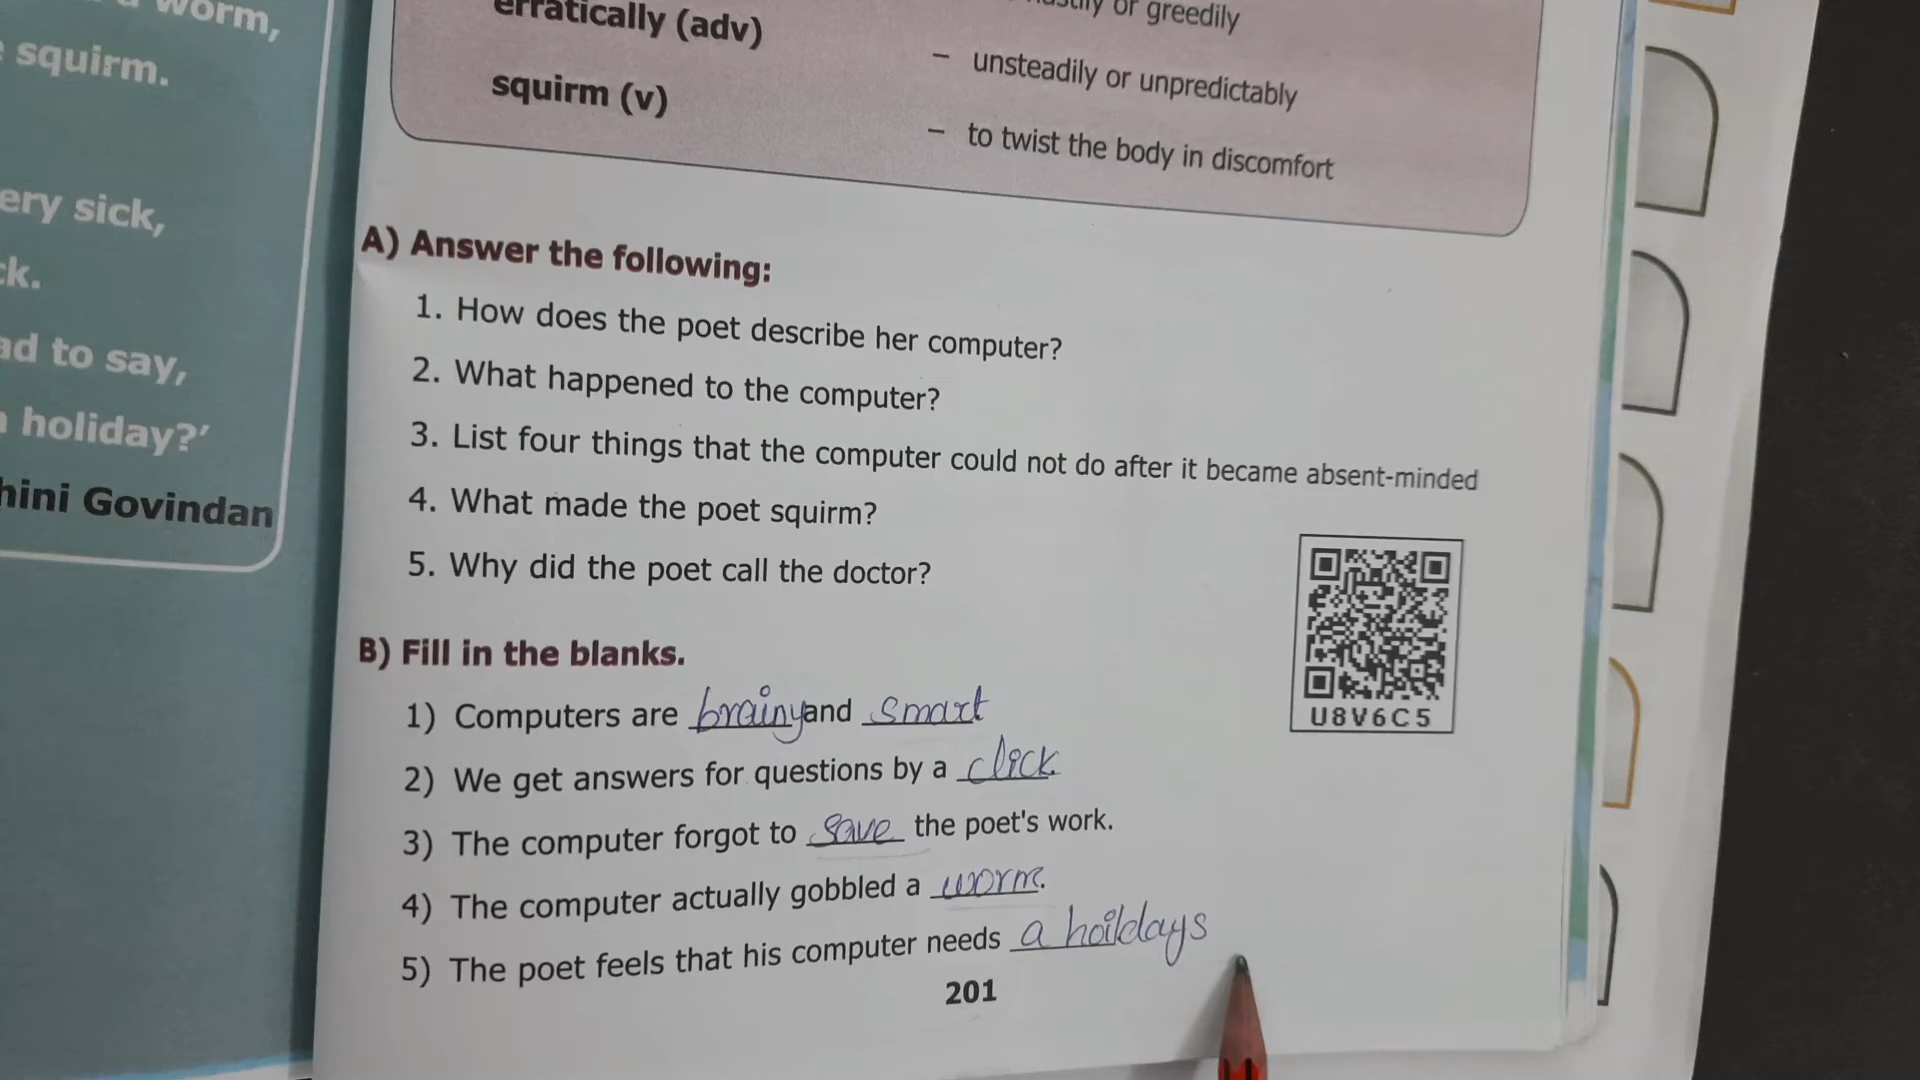 worm,
squirm.
ery sick,
ck.
ad to say,
holiday?'
hini Govindan
or greedily
erratically (adv)
– unsteadily or unpredictably
squirm (v)
– to twist the body in discomfort
A) Answer the following:
1. How does the poet describe her computer?
2. What happened to the computer?
3. List four things that the computer could not do after it became absent-minded
4. What made the poet squirm?
5. Why did the poet call the doctor?
U8V6C5
B) Fill in the blanks.
1) Computers are brainy and smart
2) We get answers for questions by a click
3) The computer forgot to save the poet's work.
4) The computer actually gobbled a worm.
5) The poet feels that his computer needs a hoildays
201